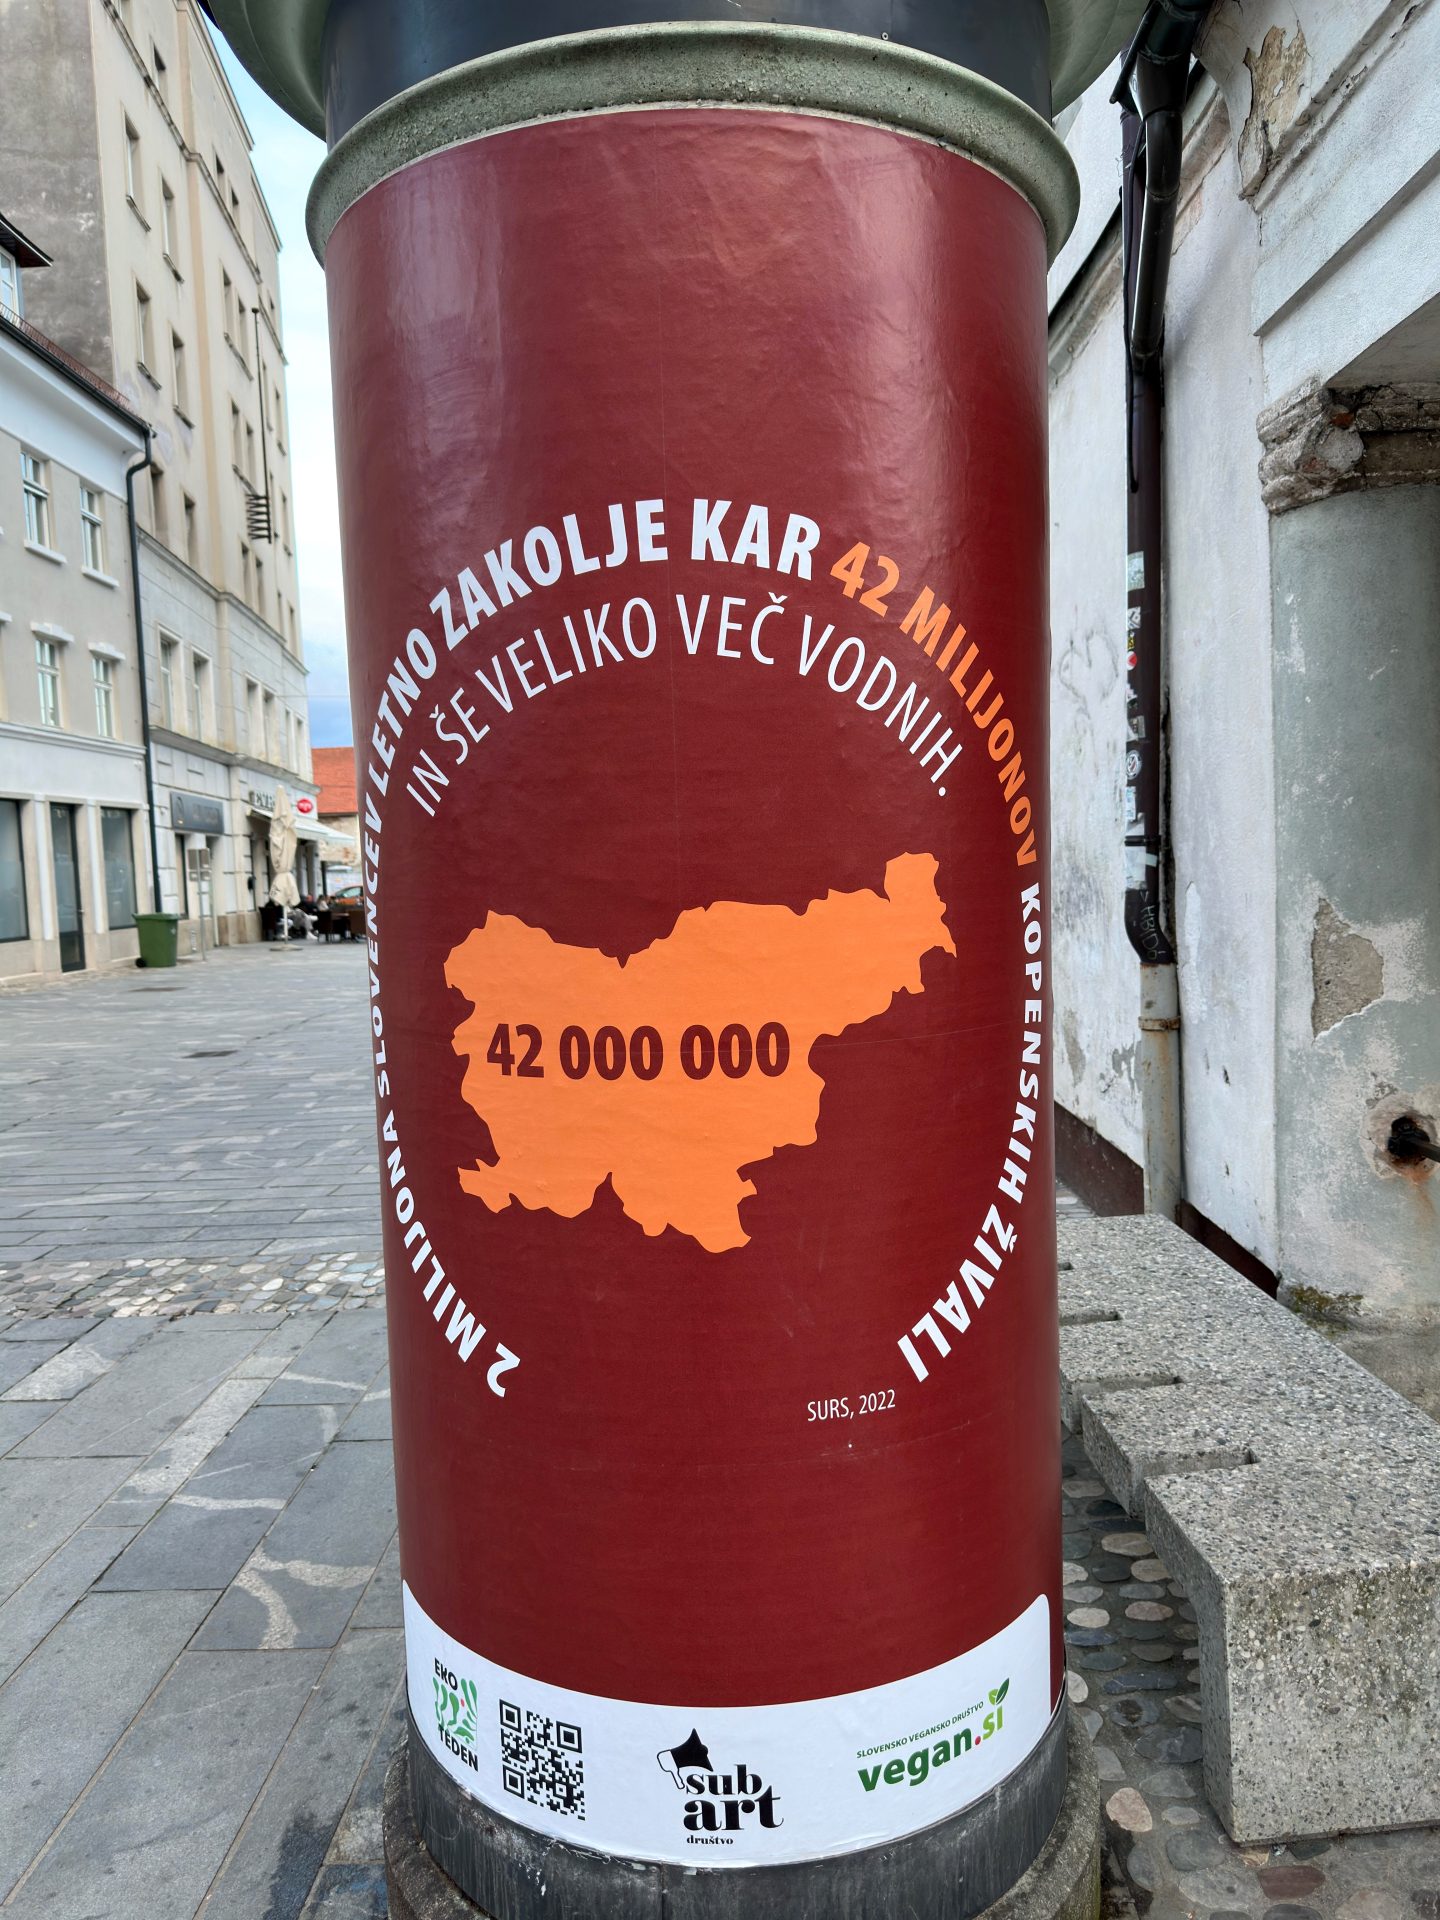 2 MILIJONA SLOVENCEV LETNO ZAKOLJE KAR 42 MILIJONOV KOPENSKIH ŽIVALI
IN ŠE VELIKO VEČ VODNIH.
42 000 000
SURS, 2022
EKO
TEDEN
sub
art
društvo
SLOVENSKO VEGANSKO DRUŠTVO
vegan.si